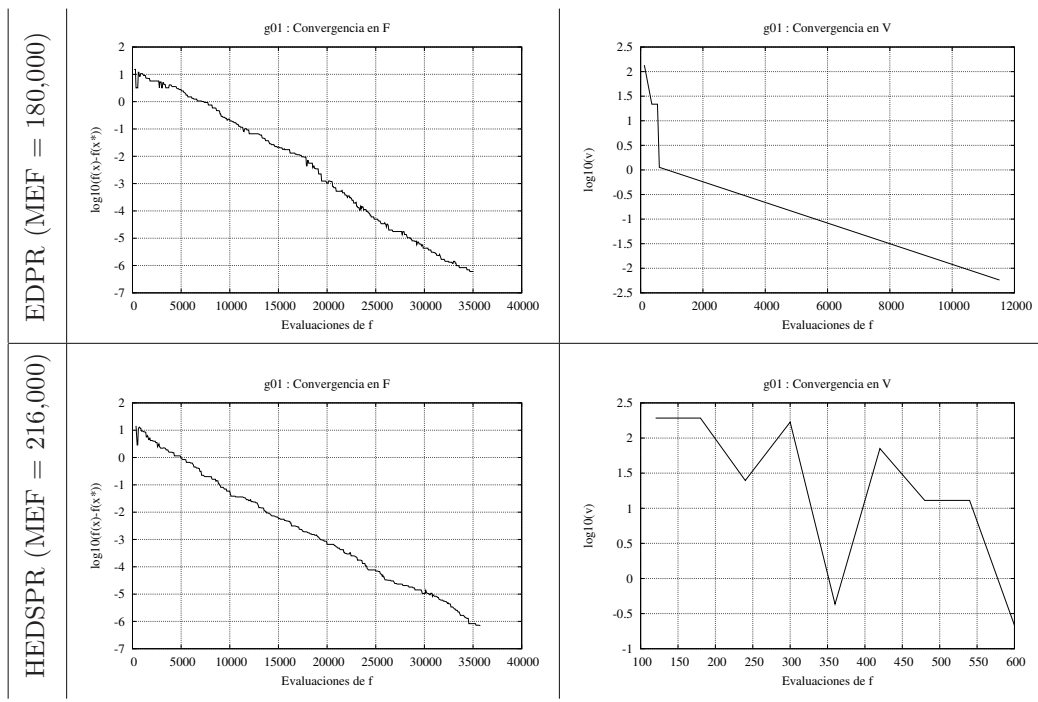 EDPR (MEF = 180,000)
g01 : Convergencia en F
log10(f(x)-f(x*))
2
1
0
-1
-2
-3
-4
-5
-6
-7
0 5000 10000 15000 20000 25000 30000 35000 40000
Evaluaciones de f
g01 : Convergencia en V
log10(v)
2.5
2
1.5
1
0.5
0
-0.5
-1
-1.5
-2
-2.5
0 2000 4000 6000 8000 10000 12000
Evaluaciones de f
HEDSPR (MEF = 216,000)
g01 : Convergencia en F
log10(f(x)-f(x*))
2
1
0
-1
-2
-3
-4
-5
-6
-7
0 5000 10000 15000 20000 25000 30000 35000 40000
Evaluaciones de f
g01 : Convergencia en V
log10(v)
2.5
2
1.5
1
0.5
0
-0.5
-1
100 150 200 250 300 350 400 450 500 550 600
Evaluaciones de f